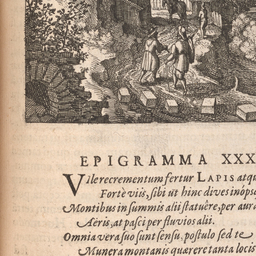 EPIGRAMMA XXX
Vile recrementum fertur LAPIS atqu
Fortè viis, sibi ut hinc dives inops
Montibus in summis alii statuêre, per aur
Aëris, at pasci per fluvios alii.
Omnia vera suo sunt sensu, postulo sed te
Munera montanis quærere tanta locis